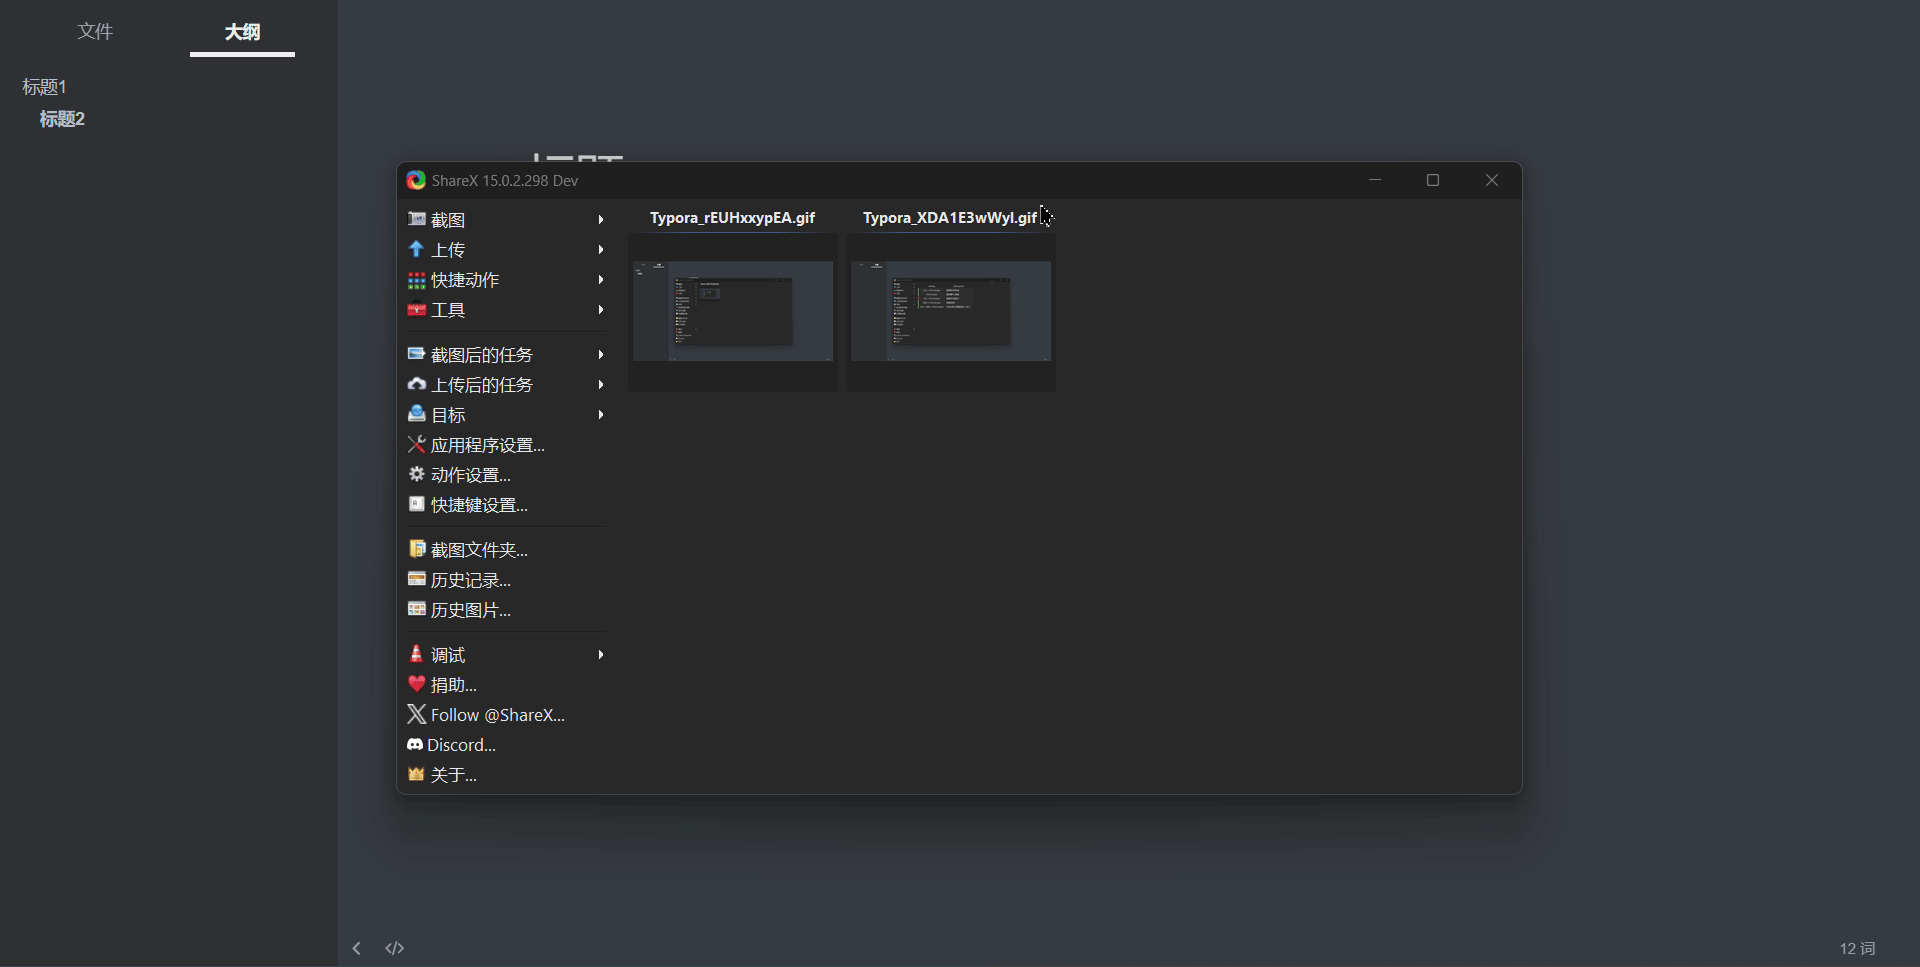 文件
大纲
标题1
标题2
ShareX 15.0.2.298 Dev
截图
上传
快捷动作
工具
截图后的任务
上传后的任务
目标
应用程序设置...
动作设置...
快捷键设置...
截图文件夹...
历史记录...
历史图片...
调试
捐助...
Follow @ShareX...
Discord...
关于...
Typora_rEUHxxypEA.gif
Typora_XDA1E3wWyl.gif
12 词